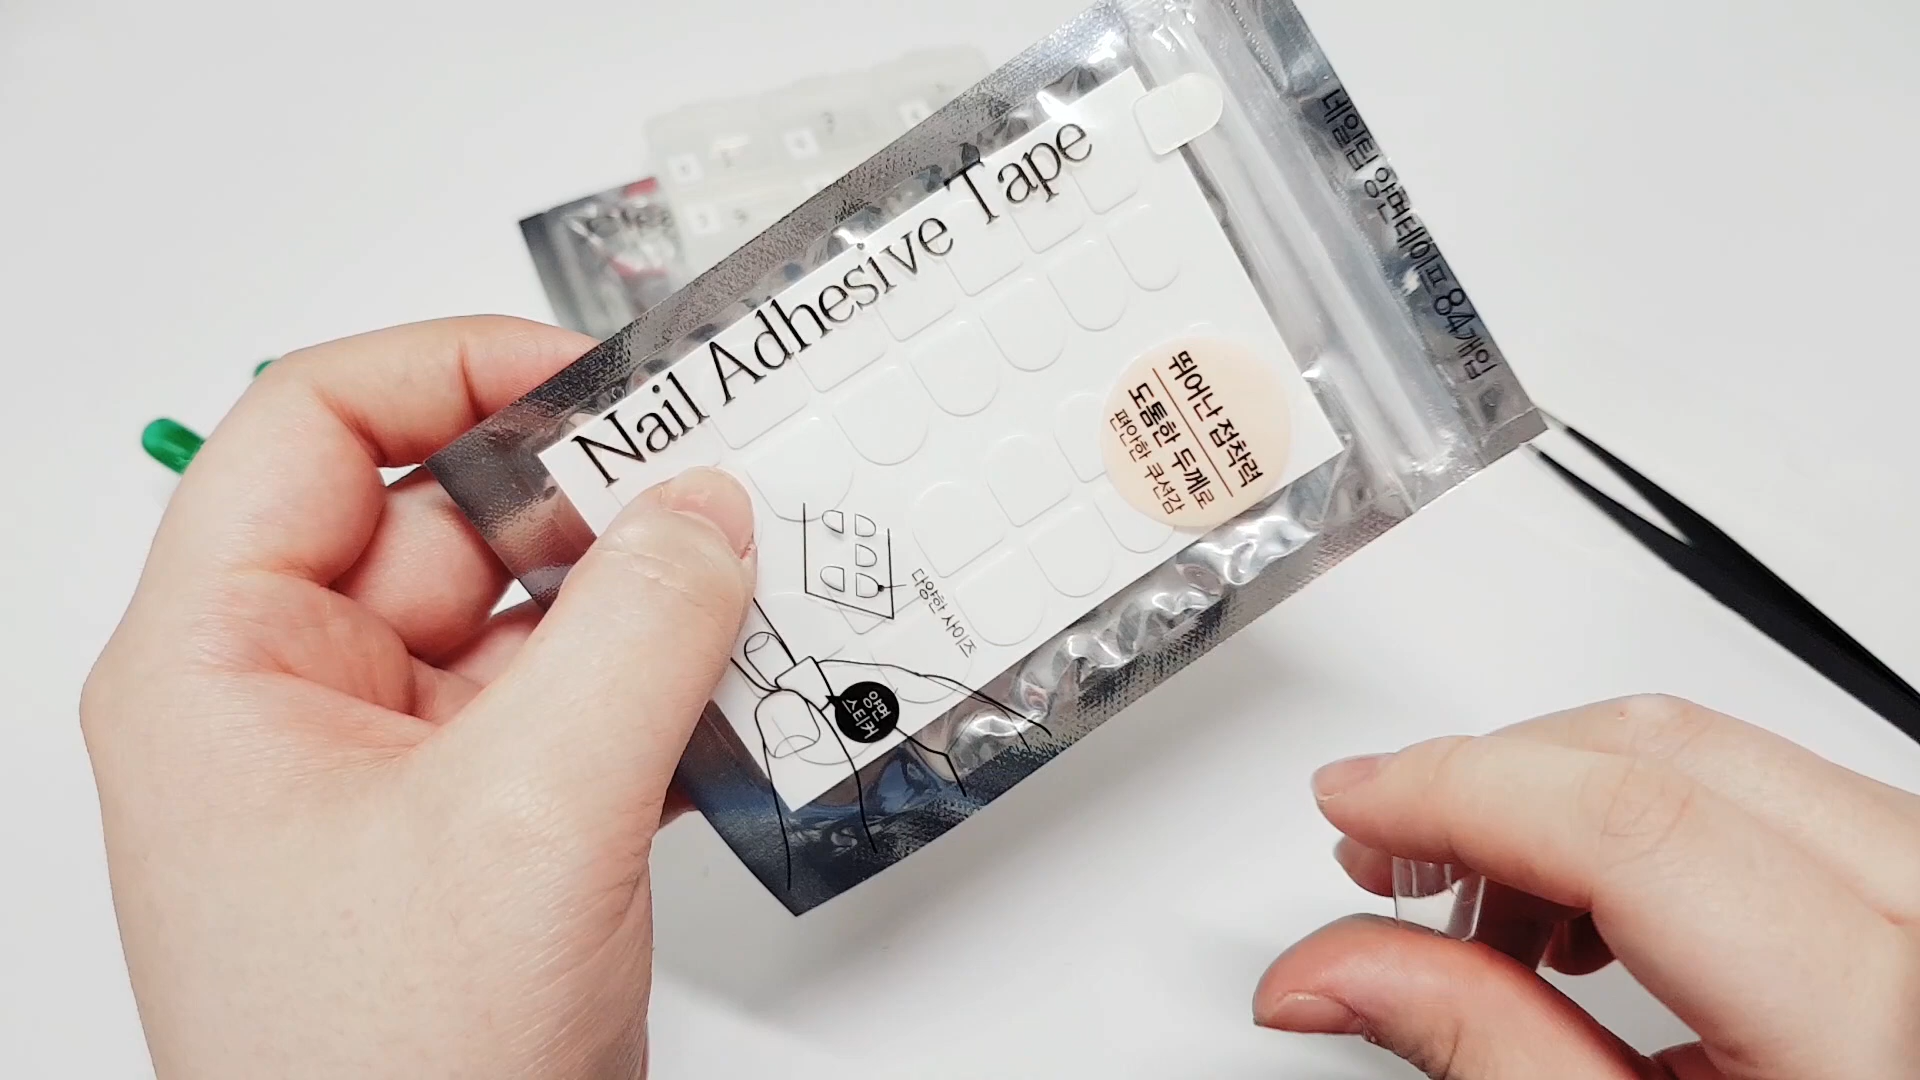 Nail Adhesive Tape
네일팁 양면테이프 84개입
뛰어난 접착력
도톰한 두께로
편안한 쿠션감
다양한 사이즈
양면
스티커